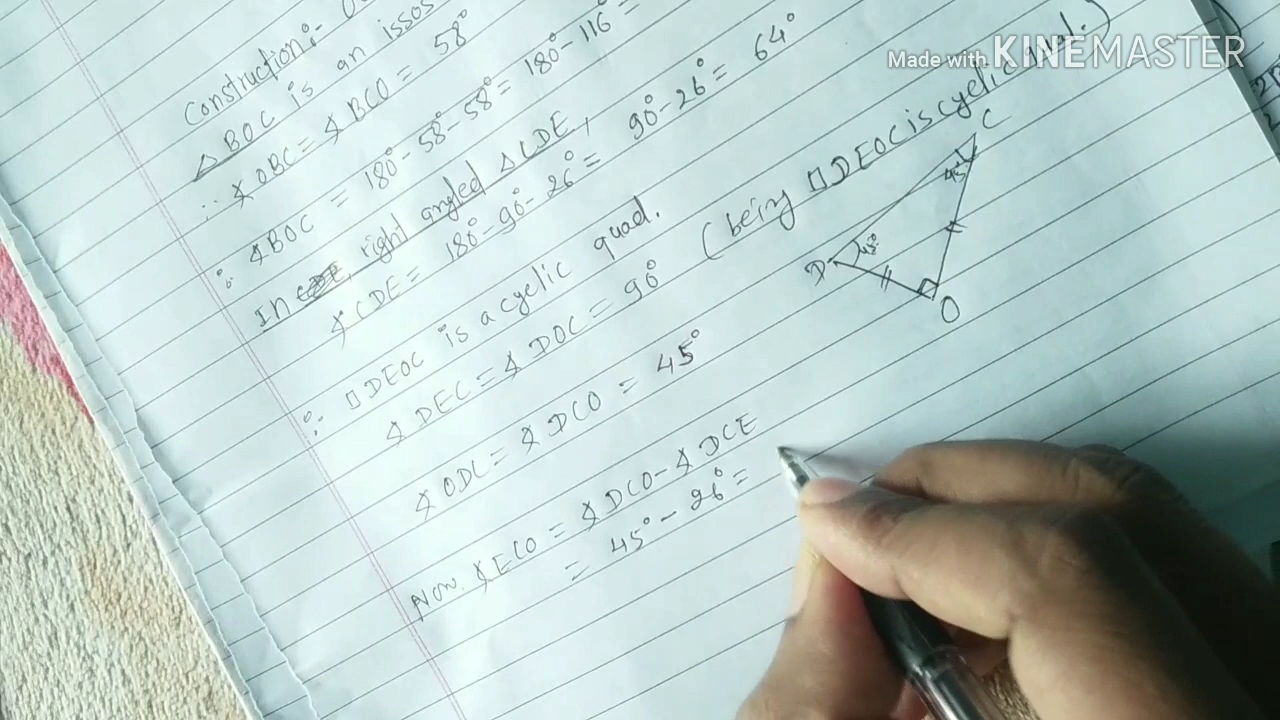 Construction:-
△BOC is an isos
∴ ∡OBC = ∡BCO = 58°
∴ ∡BOC = 180° - 58° - 58° = 180° - 116° =
In right angled △CDE,
∡CDE = 180° - 90° - 26° = 90° - 26° = 64°
∴ □DEOC is a cyclic quad.
∡DEC = ∡DOC = 90° (being □DEOC is cyclic quad.)
∡ODC = ∡DCO = 45°
Now. ∡ECO = ∡DCO - ∡DCE
= 45° - 26° =
C
45°
D
45°
O
Made with KINEMASTER